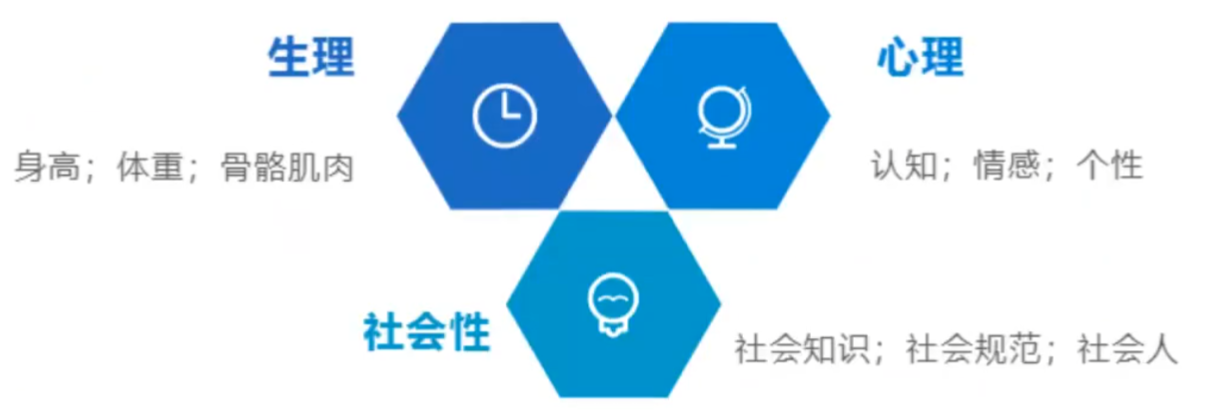 生理
心理
身高；体重；骨骼肌肉
认知；情感；个性
社会性
社会知识；社会规范；社会人